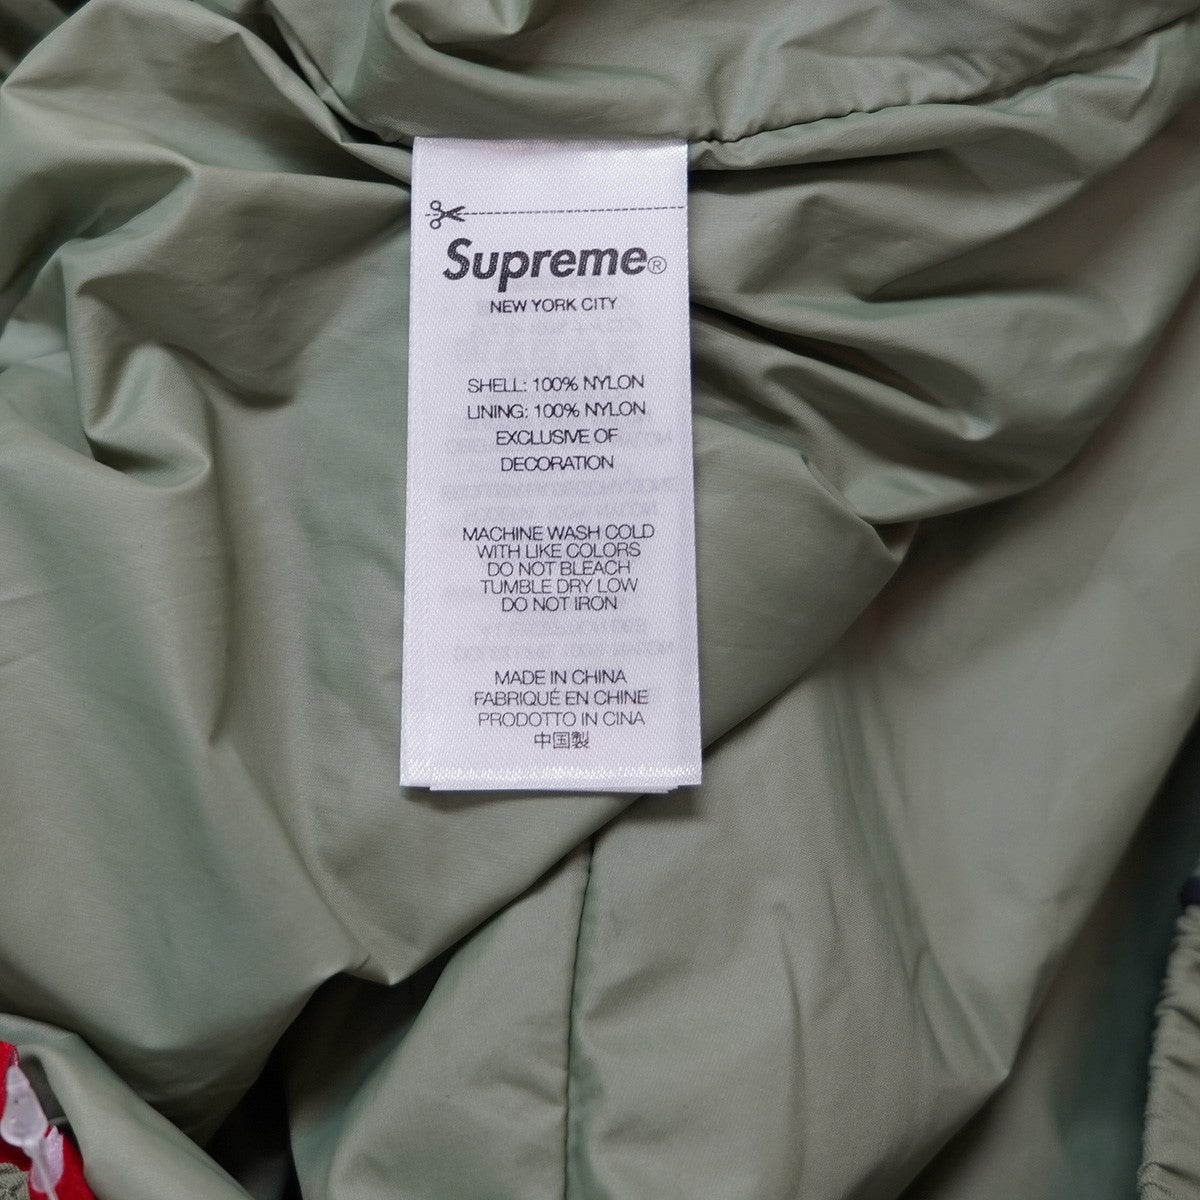 Supreme®
NEW YORK CITY
SHELL: 100% NYLON
LINING: 100% NYLON
EXCLUSIVE OF
DECORATION
MACHINE WASH COLD
WITH LIKE COLORS
DO NOT BLEACH
TUMBLE DRY LOW
DO NOT IRON
MADE IN CHINA
FABRIQUÉ EN CHINE
PRODOTTO IN CINA
中国製